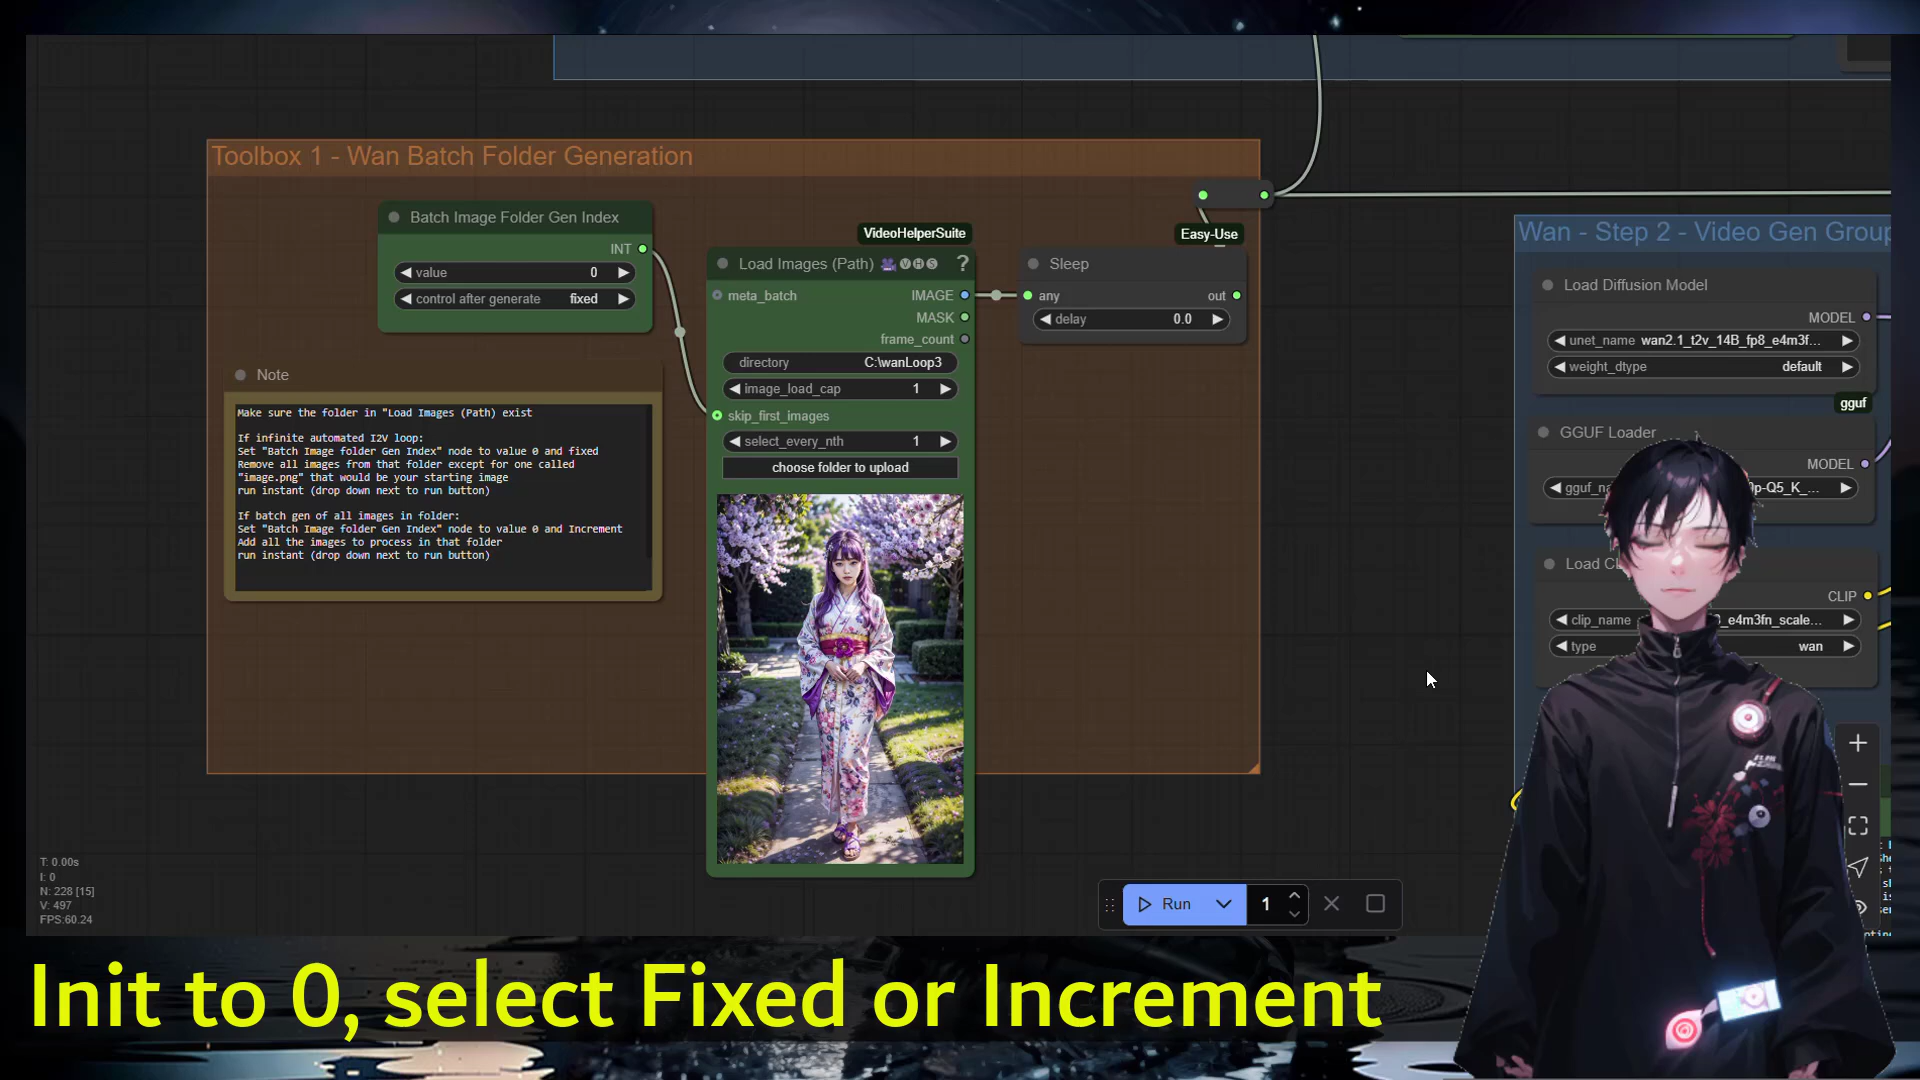 Toolbox 1 - Wan Batch Folder Generation
Batch Image Folder Gen Index
INT
value 0
control after generate fixed
Note
Make sure the folder in "Load Images (Path) exist
If infinite automated I2V loop:
Set "Batch Image folder Gen Index" node to value 0 and fixed
Remove all images from that folder except for one called
"image.png" that would be your starting image
run instant (drop down next to run button)
If batch gen of all images in folder:
Set "Batch Image folder Gen Index" node to value 0 and Increment
Add all the images to process in that folder
run instant (drop down next to run button)
VideoHelperSuite
Load Images (Path) VHS ?
meta_batch IMAGE
MASK
frame_count
directory C:\wanLoop3
image_load_cap 1
skip_first_images
select_every_nth 1
choose folder to upload
Easy-Use
Sleep
any out
delay 0.0
Wan - Step 2 - Video Gen Group
Load Diffusion Model
MODEL
unet_name wan2.1_t2v_14B_fp8_e4m3f...
weight_dtype default
gguf
GGUF Loader
MODEL
gguf_na 0p-Q5_K_...
Load CL
CLIP
clip_name _e4m3fn_scale...
type wan
T: 0.00s
I: 0
N: 228 [15]
V: 497
FPS:60.24
Run 1
Init to 0, select Fixed or Increment